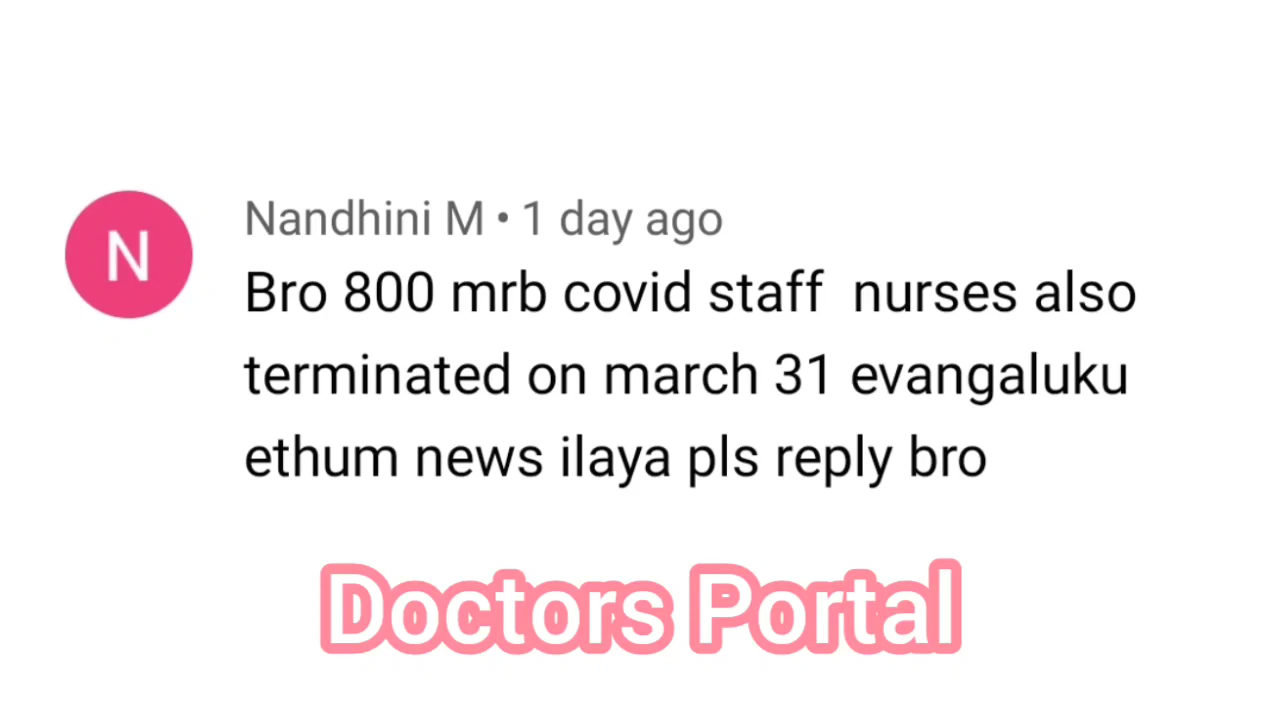 N
Nandhini M • 1 day ago
Bro 800 mrb covid staff  nurses also
terminated on march 31 evangaluku
ethum news ilaya pls reply bro
Doctors Portal